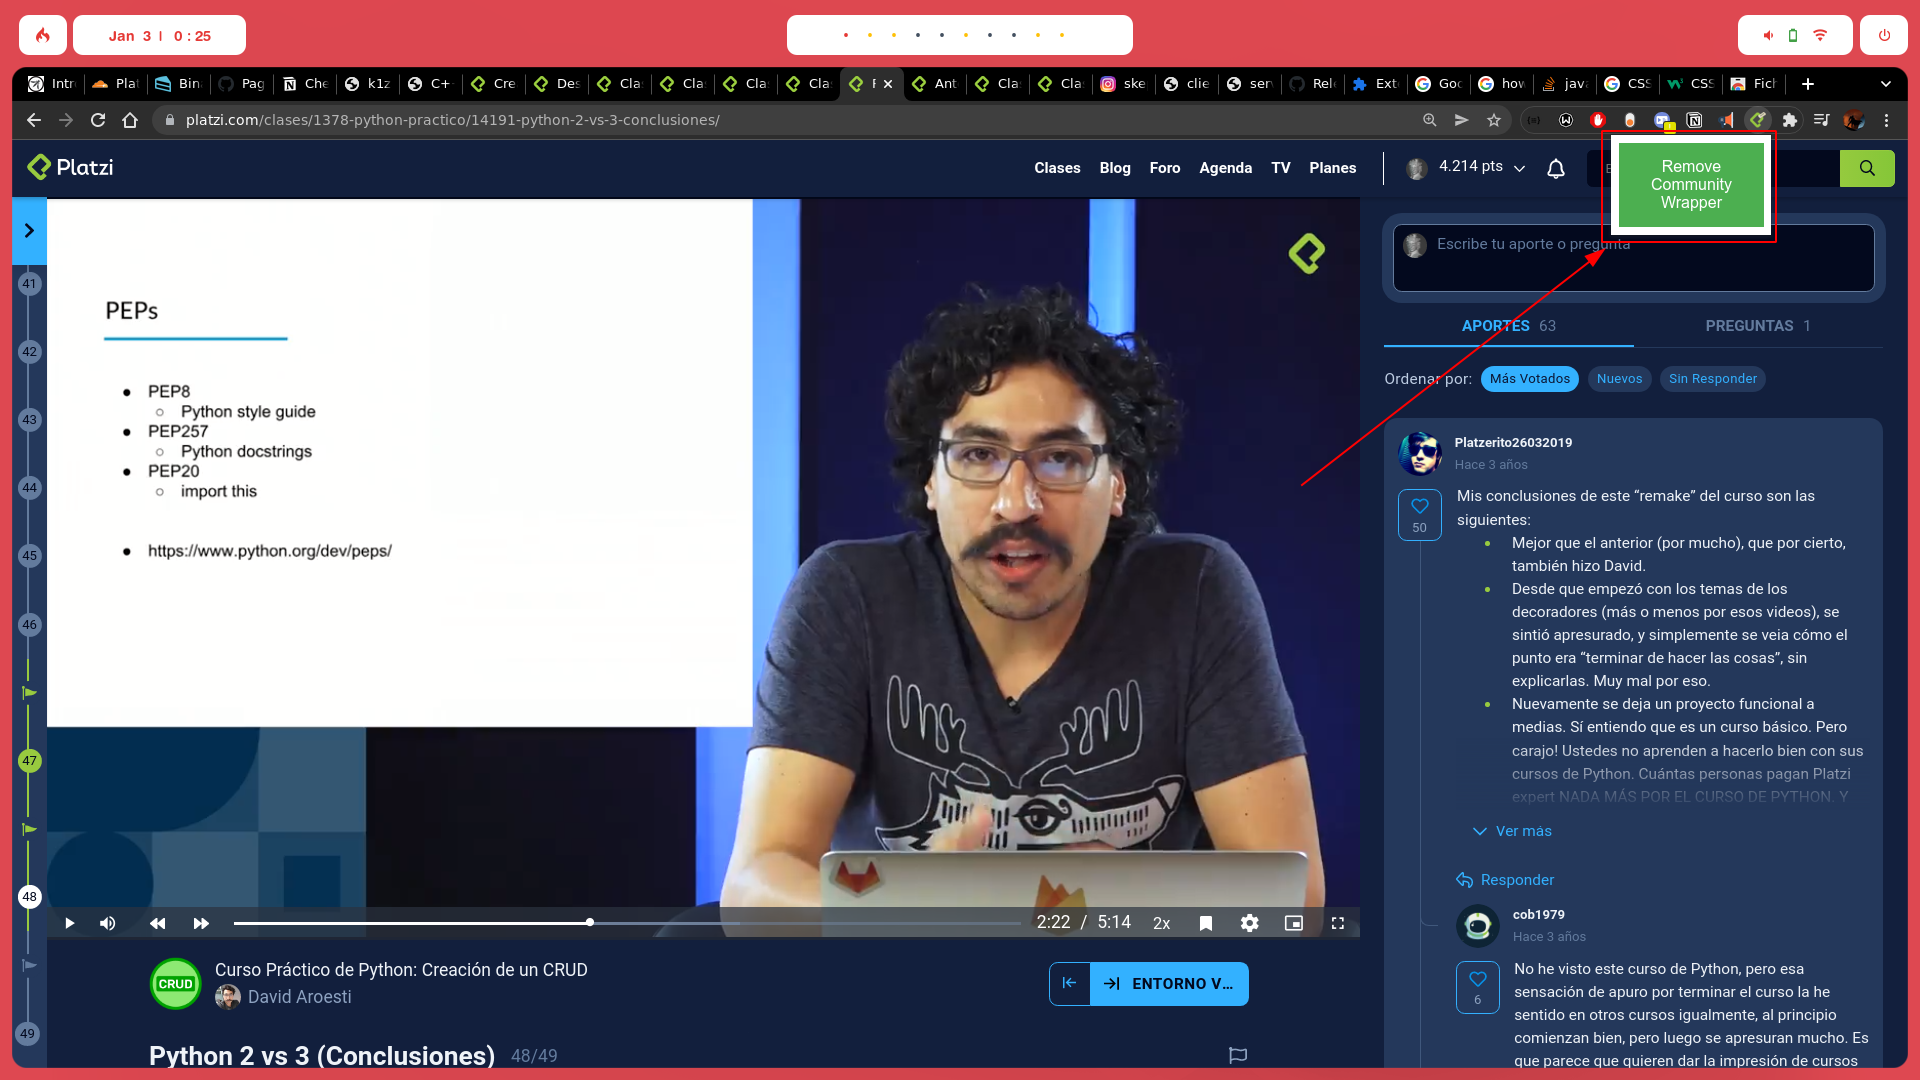 Jan 3 | 0 : 25
Intr
Plat
Bin
Pag
Che
k1z
C+
Cre
Des
Cla
Cla
Cla
Cla
Ant
Cla
Cla
ske
clie
serv
Rele
Exte
Goo
how
java
CSS
CSS
Fich
platzi.com/clases/1378-python-practico/14191-python-2-vs-3-conclusiones/
Platzi
Clases Blog Foro Agenda TV Planes
4.214 pts
Remove
Community
Wrapper
Escribe tu aporte o pregunta
APORTES 63
PREGUNTAS 1
Ordenar por: Más Votados Nuevos Sin Responder
41
42
43
44
45
46
47
48
49
PEPs
• PEP8
○ Python style guide
• PEP257
○ Python docstrings
• PEP20
○ import this
• https://www.python.org/dev/peps/
2:22 / 5:14 2x
CRUD
Curso Práctico de Python: Creación de un CRUD
David Aroesti
ENTORNO V...
Python 2 vs 3 (Conclusiones) 48/49
Platzerito26032019
Hace 3 años
50
Mis conclusiones de este “remake” del curso son las
siguientes:
• Mejor que el anterior (por mucho), que por cierto,
también hizo David.
• Desde que empezó con los temas de los
decoradores (más o menos por esos videos), se
sintió apresurado, y simplemente se veia cómo el
punto era “terminar de hacer las cosas”, sin
explicarlas. Muy mal por eso.
• Nuevamente se deja un proyecto funcional a
medias. Sí entiendo que es un curso básico. Pero
carajo! Ustedes no aprenden a hacerlo bien con sus
cursos de Python. Cuántas personas pagan Platzi
expert NADA MÁS POR EL CURSO DE PYTHON. Y
Ver más
Responder
cob1979
Hace 3 años
6
No he visto este curso de Python, pero esa
sensación de apuro por terminar el curso la he
sentido en otros cursos igualmente, al principio
comienzan bien, pero luego se apresuran mucho. Es
que parece que quieren dar la impresión de cursos